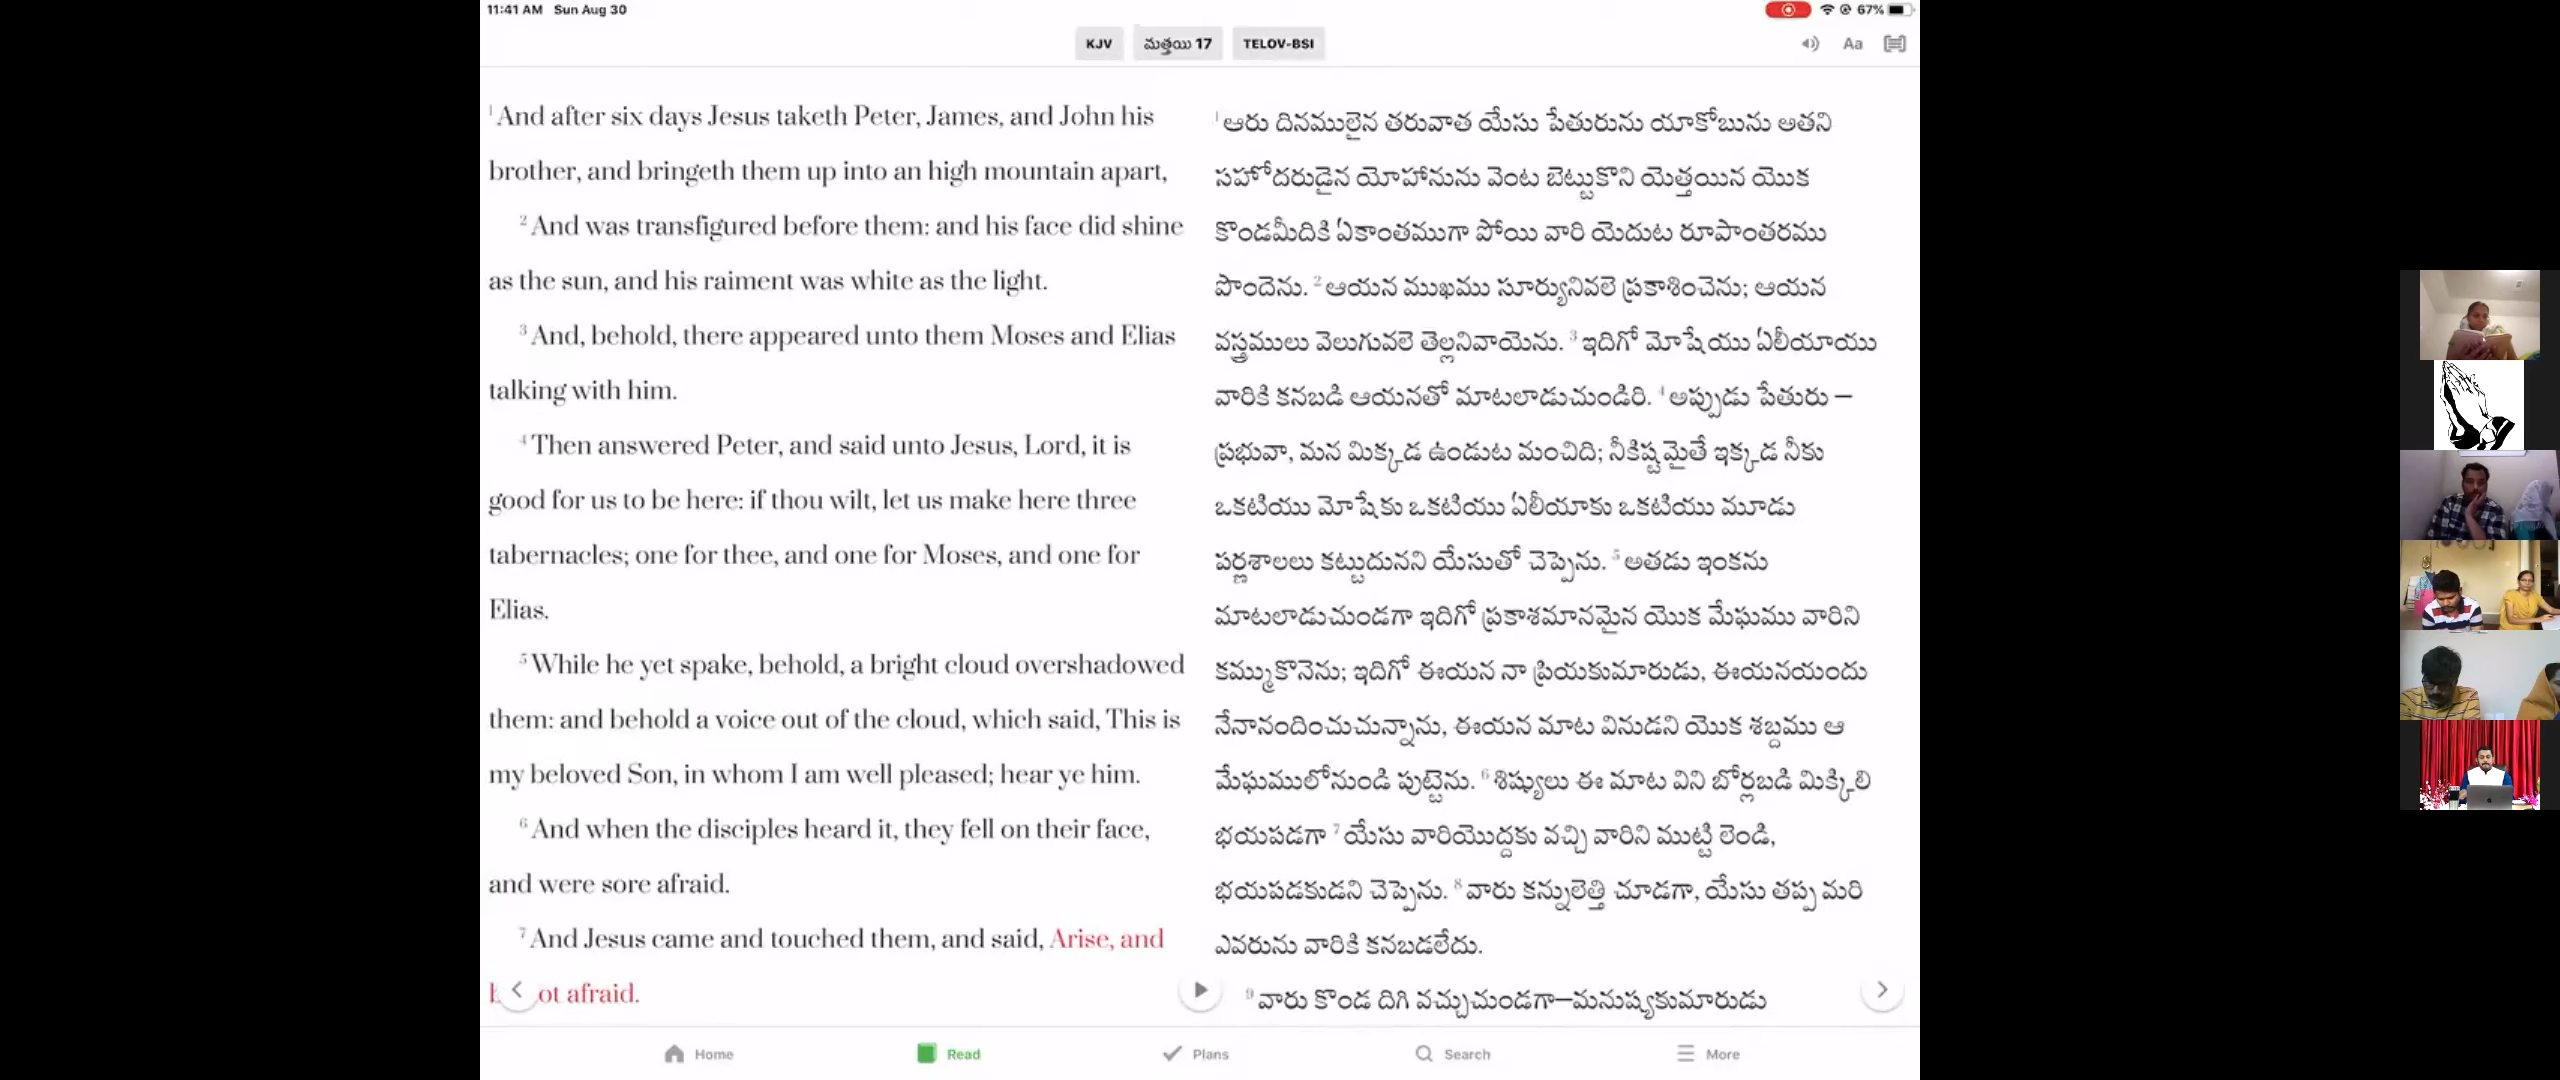 11:41 AM Sun Aug 30
67%
KJV మత్తయి 17 TELOV-BSI
Aa
1 And after six days Jesus taketh Peter, James, and John his
brother, and bringeth them up into an high mountain apart,
2 And was transfigured before them: and his face did shine
as the sun, and his raiment was white as the light.
3 And, behold, there appeared unto them Moses and Elias
talking with him.
4 Then answered Peter, and said unto Jesus, Lord, it is
good for us to be here: if thou wilt, let us make here three
tabernacles; one for thee, and one for Moses, and one for
Elias.
5 While he yet spake, behold, a bright cloud overshadowed
them: and behold a voice out of the cloud, which said, This is
my beloved Son, in whom I am well pleased; hear ye him.
6 And when the disciples heard it, they fell on their face,
and were sore afraid.
7 And Jesus came and touched them, and said, Arise, and
afraid.
1 ఆరు దినములైన తరువాత యేసు పేతురును యాకోబును అతని
సహోదరుడైన యోహానును వెంట బెట్టుకొని యెత్తయిన యొక
కొండమీదికి ఏకాంతముగా పోయి వారి యెదుట రూపాంతరము
పొందెను. 2 ఆయన ముఖము సూర్యునివలె ప్రకాశించెను; ఆయన
వస్త్రములు వెలుగువలె తెల్లనివాయెను. 3 ఇదిగో మోషేయు ఏలీయాయు
వారికి కనబడి ఆయనతో మాటలాడుచుండిరి. 4 అప్పుడు పేతురు –
ప్రభువా, మన మిక్కడ ఉండుట మంచిది; నీకిష్టమైతే ఇక్కడ నీకు
ఒకటియు మోషేకు ఒకటియు ఏలీయాకు ఒకటియు మూడు
పర్ణశాలలు కట్టుదునని యేసుతో చెప్పెను. 5 అతడు ఇంకను
మాటలాడుచుండగా ఇదిగో ప్రకాశమానమైన యొక మేఘము వారిని
కమ్ముకొనెను; ఇదిగో ఈయన నా ప్రియకుమారుడు, ఈయనయందు
నేనానందించుచున్నాను, ఈయన మాట వినుడని యొక శబ్దము ఆ
మేఘములోనుండి పుట్టెను. 6 శిష్యులు ఈ మాట విని బోర్లబడి మిక్కిలి
భయపడగా 7 యేసు వారియొద్దకు వచ్చి వారిని ముట్టి లెండి,
భయపడకుడని చెప్పెను. 8 వారు కన్నులెత్తి చూడగా, యేసు తప్ప మరి
ఎవరును వారికి కనబడలేదు.
9 వారు కొండ దిగి వచ్చుచుండగా–మనుష్యకుమారుడు
Home Read Plans Search More